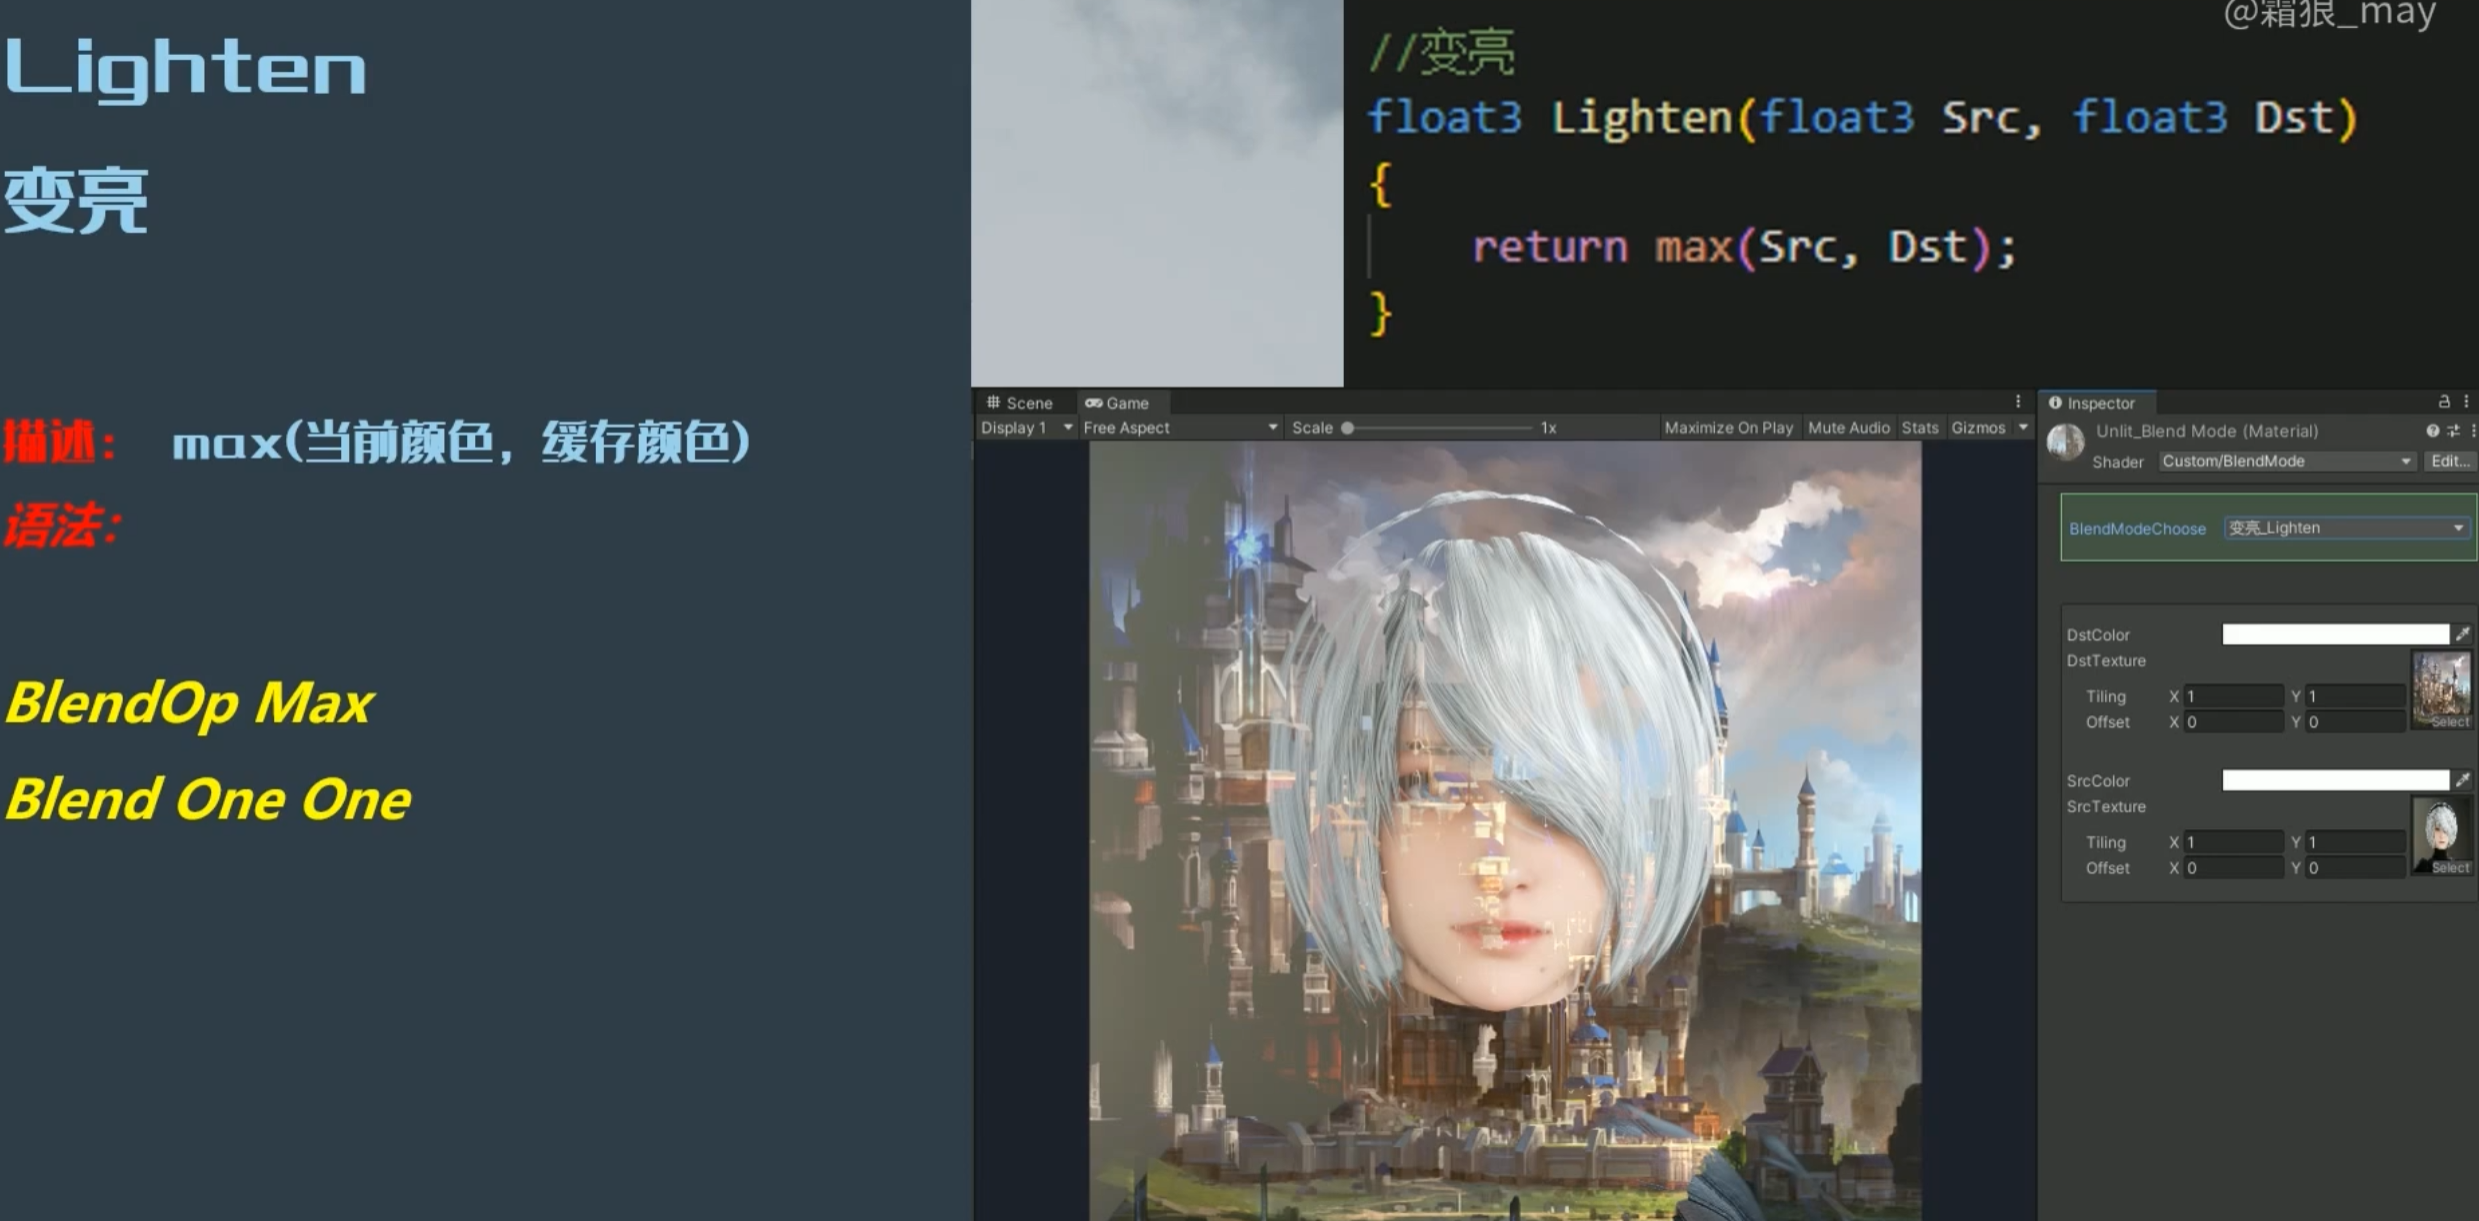 Lighten
变亮
描述： max(当前颜色，缓存颜色)
语法：
BlendOp Max
Blend One One
@霜狼_may
//变亮
float3 Lighten(float3 Src, float3 Dst)
{
return max(Src, Dst);
}
Scene Game
Display 1 Free Aspect Scale 1x Maximize On Play Mute Audio Stats Gizmos
Inspector
Unlit_Blend Mode (Material)
Shader Custom/BlendMode Edit...
BlendModeChoose 变亮_Lighten
DstColor
DstTexture
Tiling X 1 Y 1
Offset X 0 Y 0 Select
SrcColor
SrcTexture
Tiling X 1 Y 1
Offset X 0 Y 0 Select